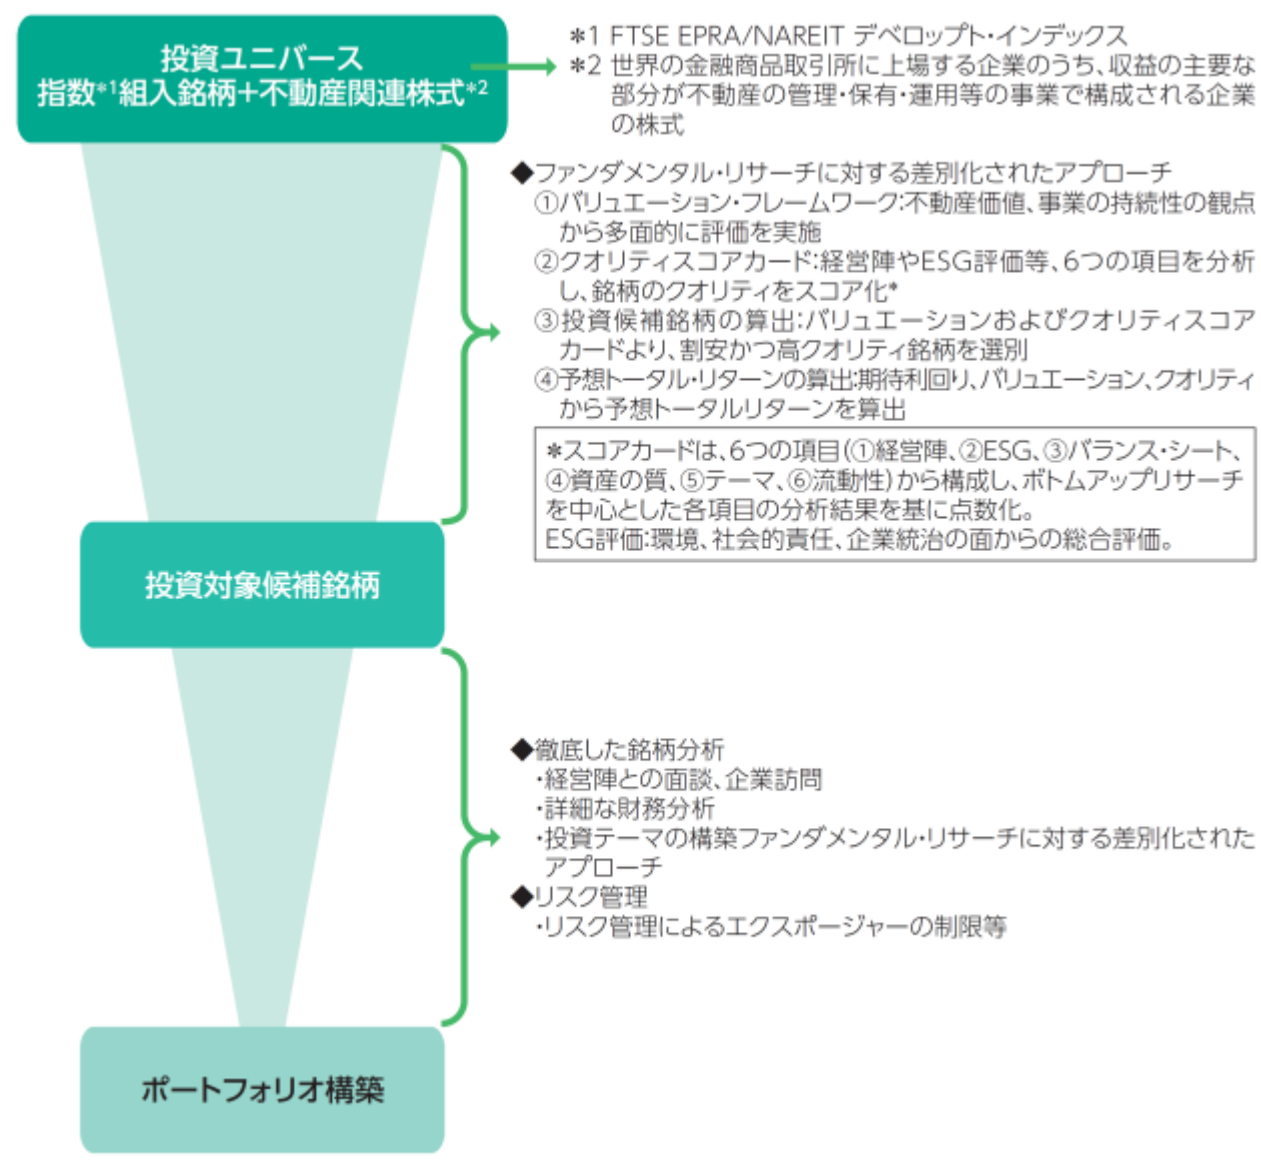 投資ユニバース
指数*1組入銘柄+不動産関連株式*2
*1 FTSE EPRA/NAREIT デベロップト・インデックス
*2 世界の金融商品取引所に上場する企業のうち、収益の主要な
部分が不動産の管理・保有・運用等の事業で構成される企業
の株式
◆ファンダメンタル・リサーチに対する差別化されたアプローチ
①バリュエーション・フレームワーク:不動産価値、事業の持続性の観点
から多面的に評価を実施
②クオリティスコアカード:経営陣やESG評価等、6つの項目を分析
し、銘柄のクオリティをスコア化*
③投資候補銘柄の算出:バリュエーションおよびクオリティスコア
カードより、割安かつ高クオリティ銘柄を選別
④予想トータル・リターンの算出:期待利回り、バリュエーション、クオリティ
から予想トータルリターンを算出
*スコアカードは、6つの項目(①経営陣、②ESG、③バランス・シート、
④資産の質、⑤テーマ、⑥流動性)から構成し、ボトムアップリサーチ
を中心とした各項目の分析結果を基に点数化。
ESG評価:環境、社会的責任、企業統治の面からの総合評価。
投資対象候補銘柄
◆徹底した銘柄分析
・経営陣との面談、企業訪問
・詳細な財務分析
・投資テーマの構築ファンダメンタル・リサーチに対する差別化された
アプローチ
◆リスク管理
・リスク管理によるエクスポージャーの制限等
ポートフォリオ構築